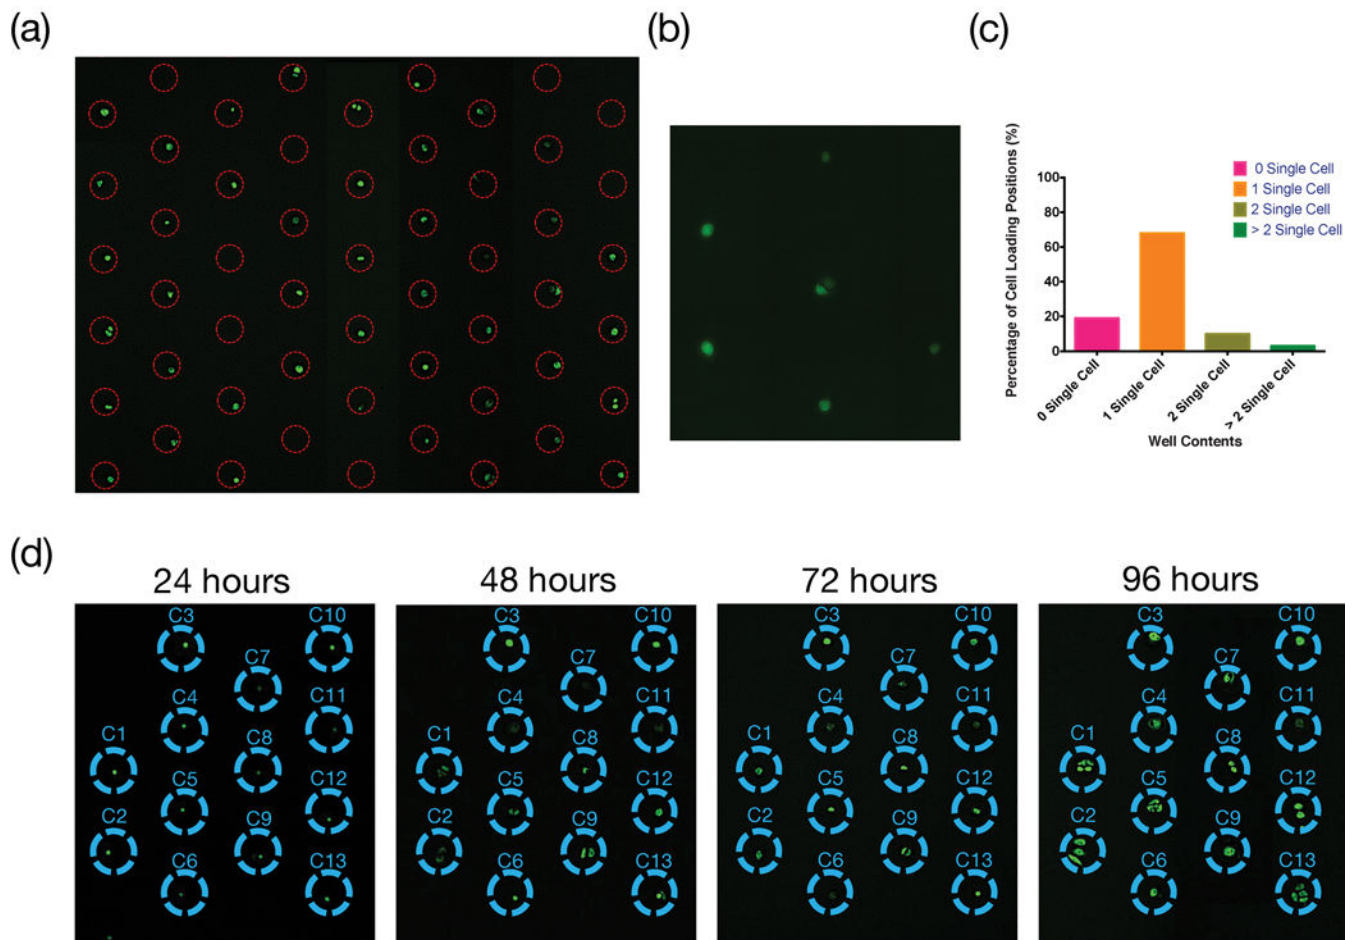 (a)
(b)
(c)
Percentage of Cell Loading Positions (%)
100
80
60
40
20
0
0 Single Cell
1 Single Cell
2 Single Cell
> 2 Single Cell
0 Single Cell
1 Single Cell
2 Single Cell
> 2 Single Cell
Well Contents
(d)
24 hours
C3
C10
C7
C4
C11
C1
C8
C5
C12
C2
C9
C6
C13
48 hours
C3
C10
C7
C4
C11
C1
C8
C5
C12
C2
C9
C6
C13
72 hours
C3
C10
C7
C4
C11
C1
C8
C5
C12
C2
C9
C6
C13
96 hours
C3
C10
C7
C4
C11
C1
C8
C5
C12
C2
C9
C6
C13